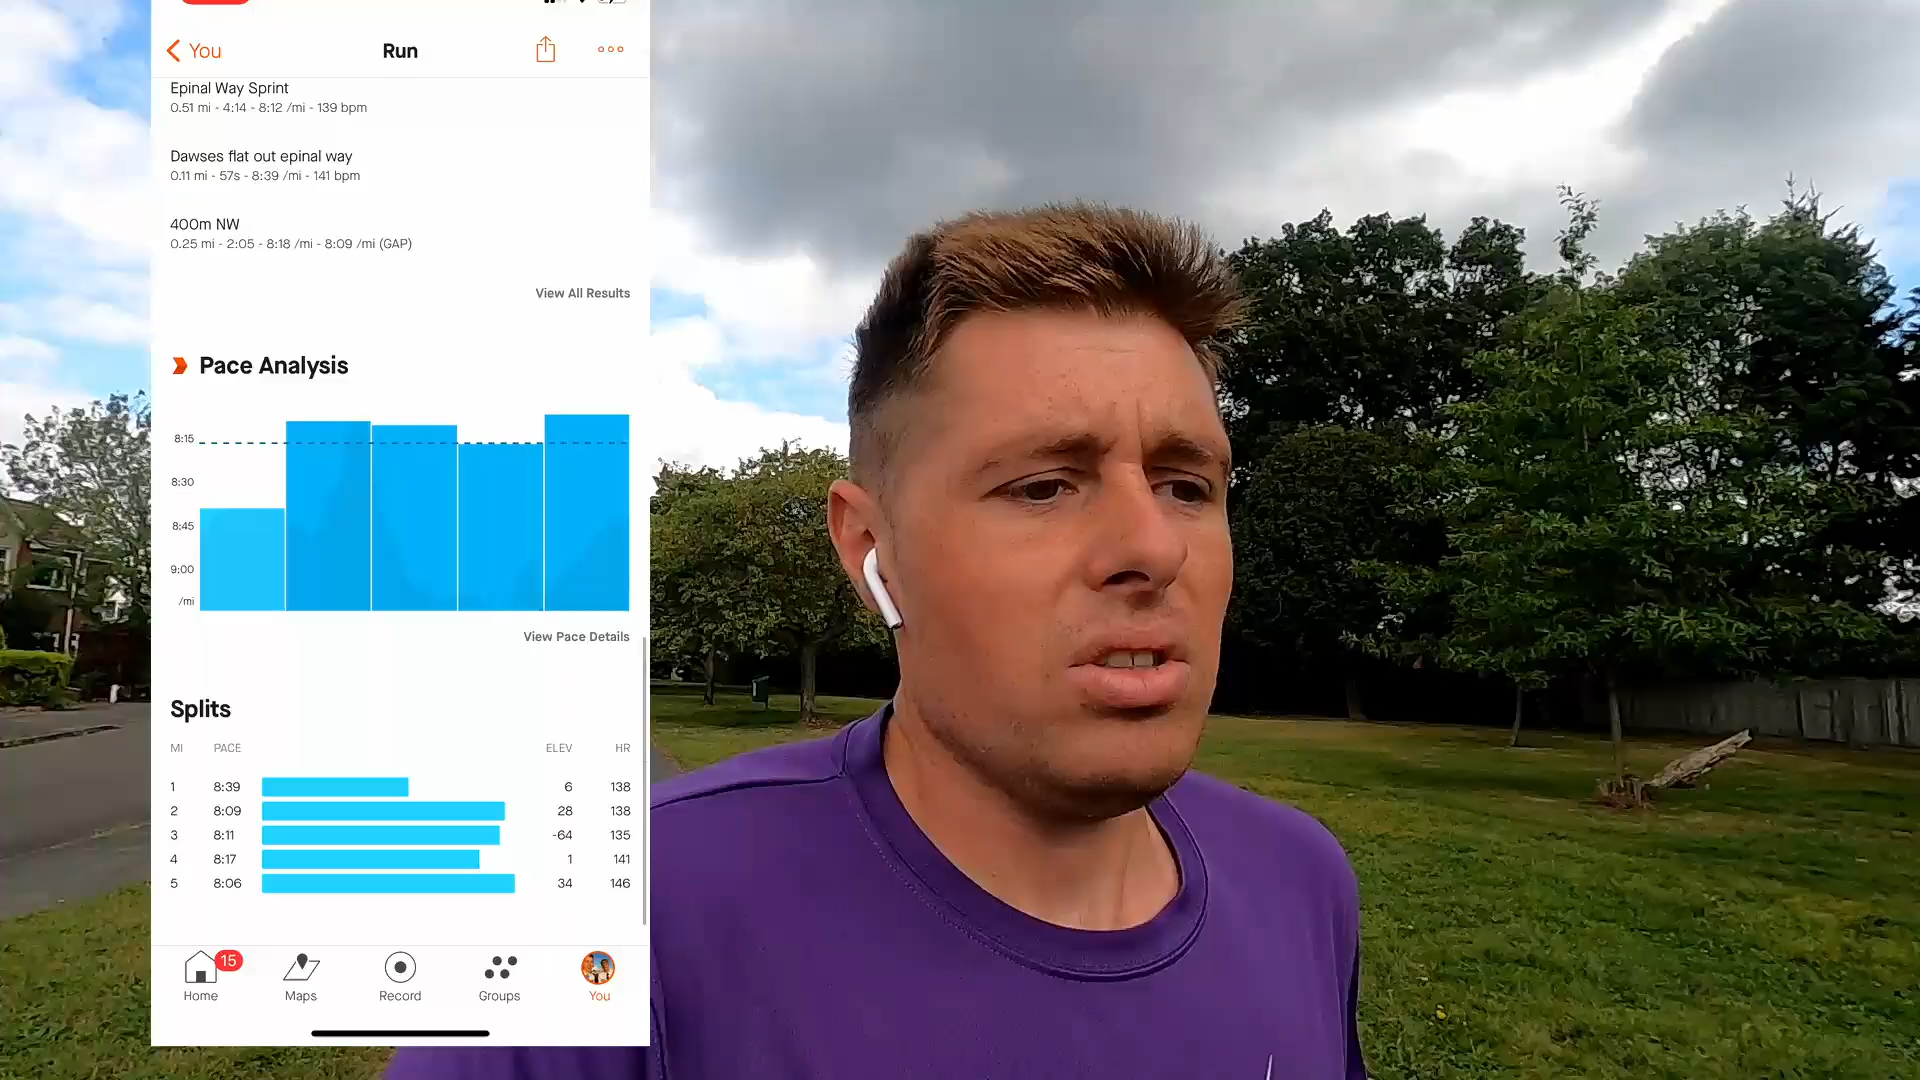 You
Run
Epinal Way Sprint
0.51 mi - 4:14 - 8:12 /mi - 139 bpm
Dawses flat out epinal way
0.11 mi - 57s - 8:39 /mi - 141 bpm
400m NW
0.25 mi - 2:05 - 8:18 /mi - 8:09 /mi (GAP)
View All Results
Pace Analysis
8:15
8:30
8:45
9:00
/mi
View Pace Details
Splits
MI PACE ELEV HR
1 8:39 6 138
2 8:09 28 138
3 8:11 -64 135
4 8:17 1 141
5 8:06 34 146
15
Home Maps Record Groups You